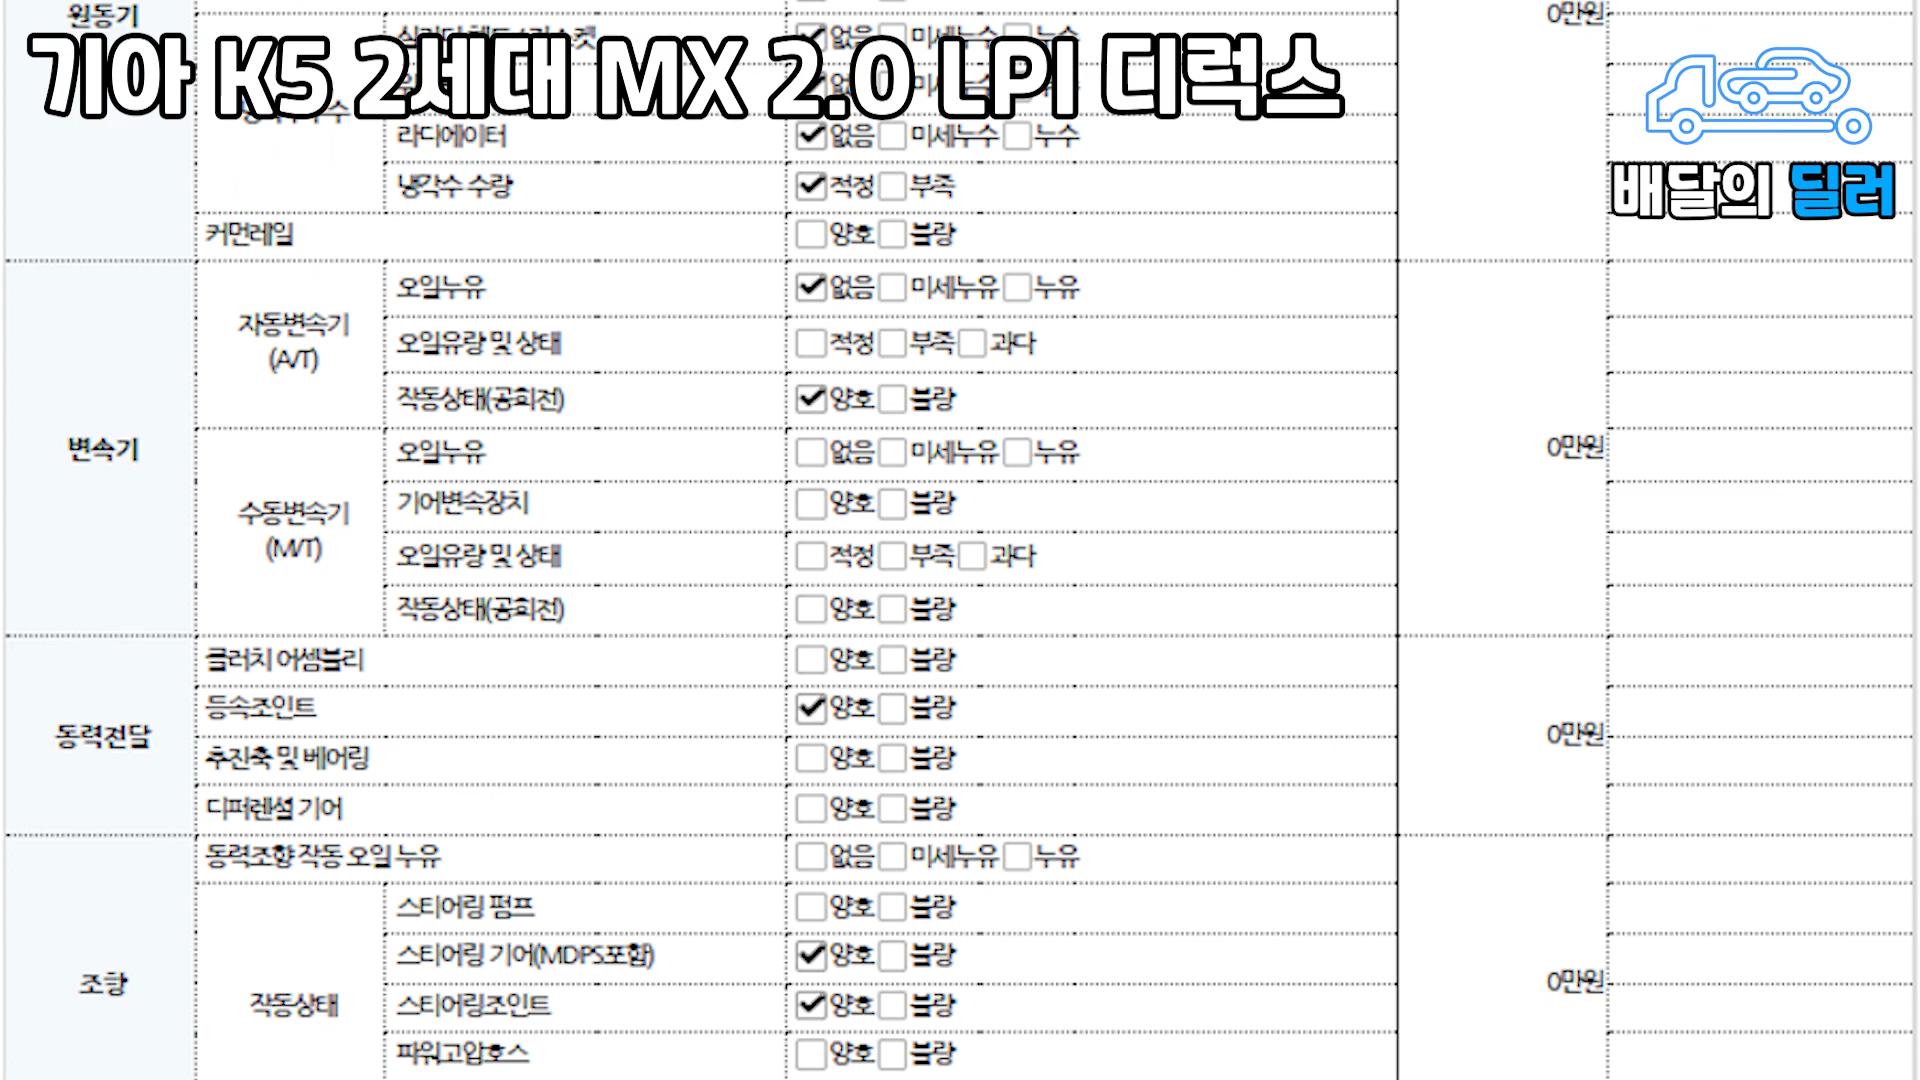 원동기
0만원
없음 미세누수 누수
기아 K5 2세대 MX 2.0 LPI 디럭스
배달의 딜러
라디에이터 없음 미세누수 누수
냉각수 수량 적정 부족
커먼레일 양호 불량
변속기
자동변속기
(A/T)
오일누유 없음 미세누유 누유
오일유량 및 상태 적정 부족 과다
작동상태(공회전) 양호 불량
0만원
수동변속기
(M/T)
오일누유 없음 미세누유 누유
기어변속장치 양호 불량
오일유량 및 상태 적정 부족 과다
작동상태(공회전) 양호 불량
동력전달
클러치 어셈블리 양호 불량
등속조인트 양호 불량
0만원
추진축 및 베어링 양호 불량
디퍼렌셜 기어 양호 불량
조향
동력조향 작동 오일 누유 없음 미세누유 누유
작동상태
스티어링 펌프 양호 불량
스티어링 기어(MDPS포함) 양호 불량
0만원
스티어링조인트 양호 불량
파워고압호스 양호 불량